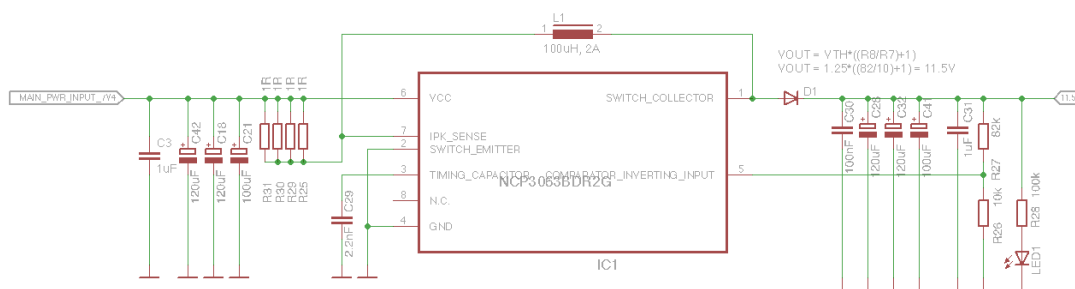 L1
1
2
100uH, 2A
VOUT = VTH*((R8/R7)+1)
VOUT = 1.25*((82/10)+1) = 11.5V
MAIN_PWR_INPUT_7V4
1R
1R
1R
1R
6
VCC
SWITCH_COLLECTOR
1
D1
11.5
C3
1uF
C42
120uF
C18
120uF
C21
100uF
R31
R30
R29
R25
7
IPK_SENSE
2
SWITCH_EMITTER
3
TIMING_CAPACITOR
COMPARATOR_INVERTING_INPUT
5
NCP3063BDR2G
8
N.C.
4
GND
C29
2.2nF
IC1
C30
100nF
C28
120uF
C32
120uF
C41
100uF
C31
1uF
82k
R27
10k
R26
100k
R28
LED1